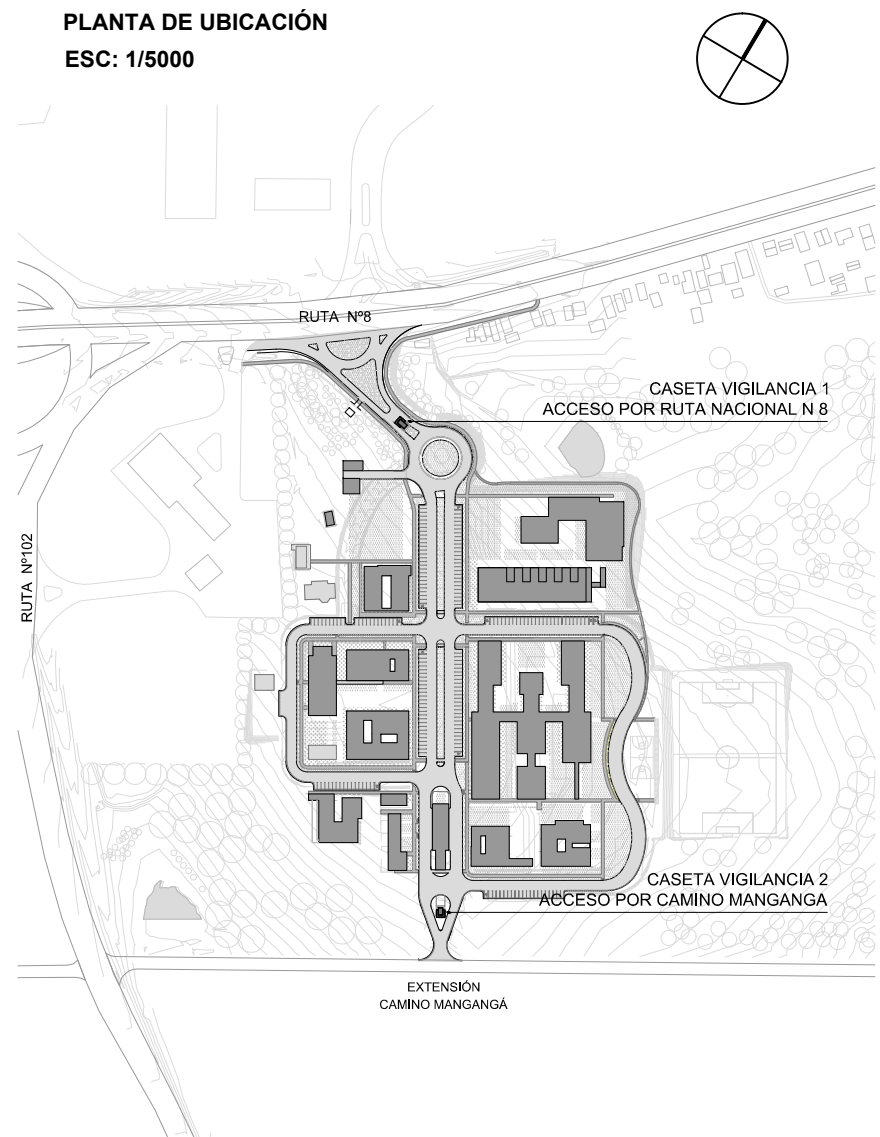 PLANTA DE UBICACIÓN
ESC: 1/5000
RUTA Nº8
CASETA VIGILANCIA 1
ACCESO POR RUTA NACIONAL N 8
RUTA Nº102
CASETA VIGILANCIA 2
ACCESO POR CAMINO MANGANGA
EXTENSIÓN
CAMINO MANGANGÁ